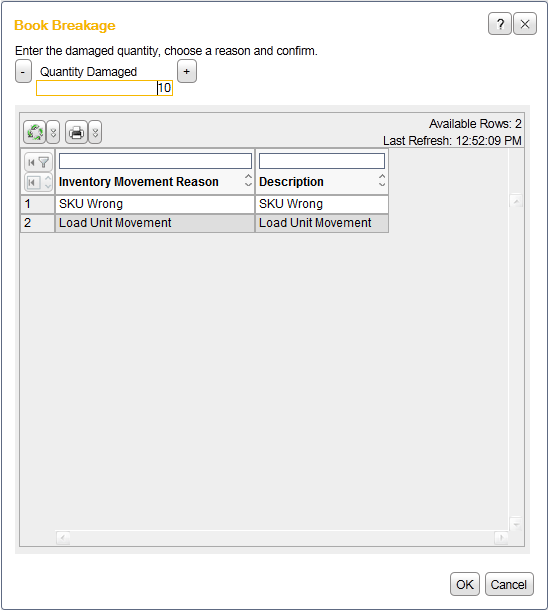 Book Breakage
? ×
Enter the damaged quantity, choose a reason and confirm.
- Quantity Damaged +
10
Available Rows: 2
Last Refresh: 12:52:09 PM
Inventory Movement Reason Description
1 SKU Wrong SKU Wrong
2 Load Unit Movement Load Unit Movement
OK Cancel